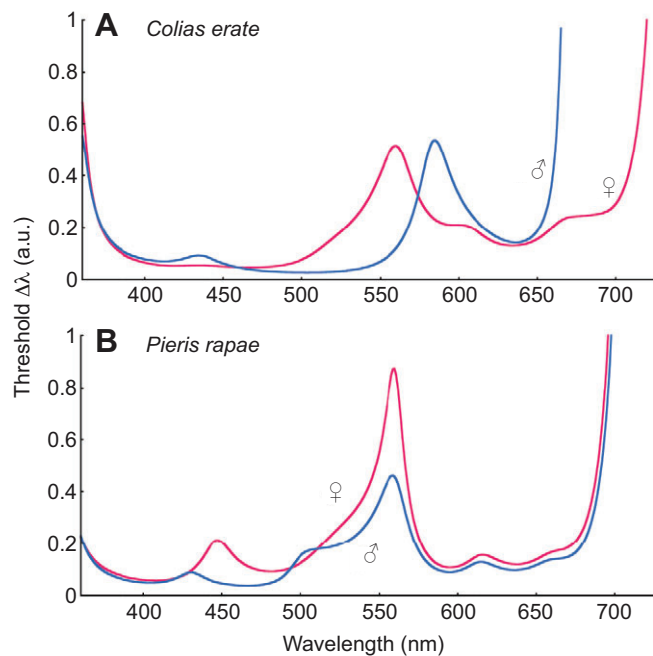 A Colias erate
1
0.8
0.6
0.4
0.2
0
♂
♀
400 450 500 550 600 650 700
Threshold Δλ (a.u.)
B Pieris rapae
1
0.8
0.6
0.4
0.2
0
♀
♂
400 450 500 550 600 650 700
Wavelength (nm)